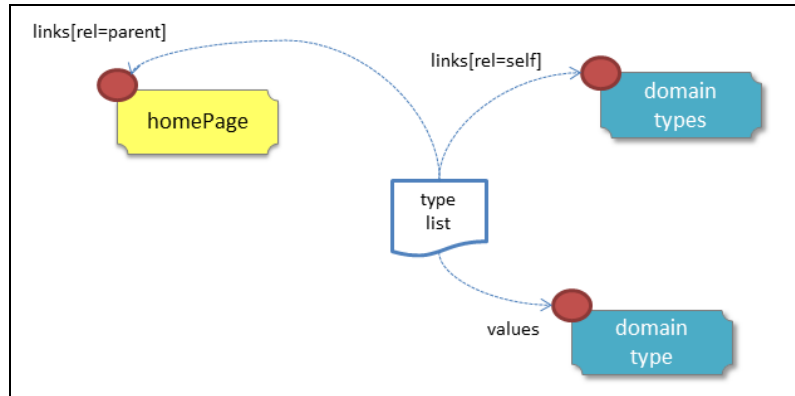 links[rel=parent]
links[rel=self]
homePage
domain
types
type
list
values
domain
type